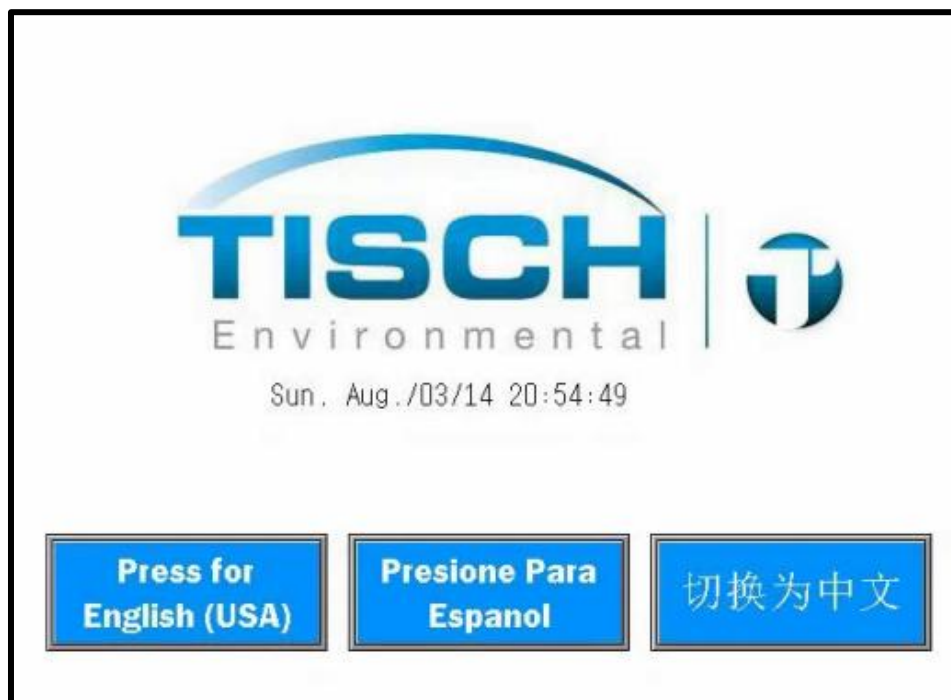 TISCH
Environmental
Sun. Aug./03/14 20:54:49
Press for
English (USA)
Presione Para
Espanol
切换为中文